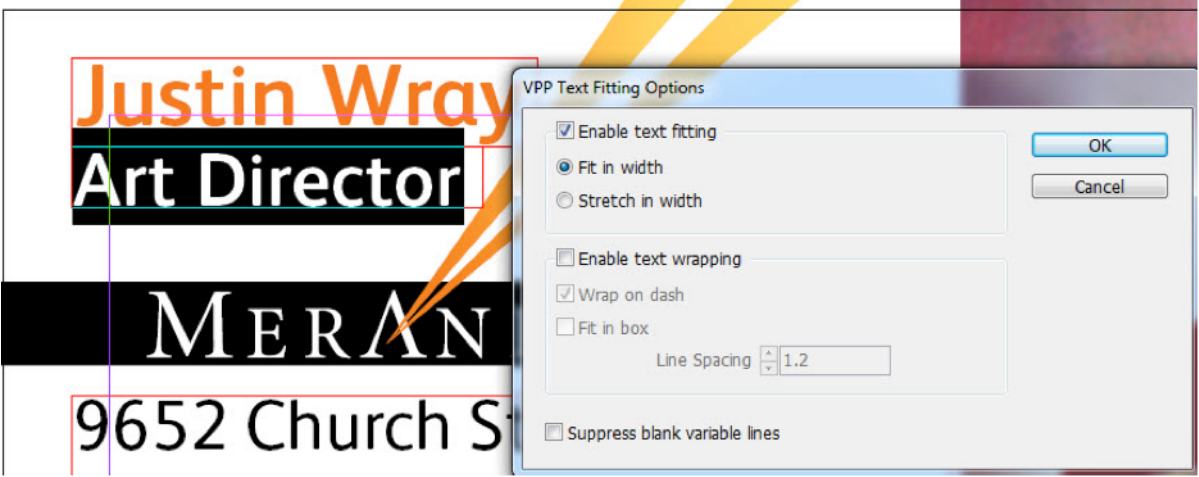 Justin Wray
Art Director
MERAN
9652 Church St
VPP Text Fitting Options
Enable text fitting
Fit in width
Stretch in width
Enable text wrapping
Wrap on dash
Fit in box
Line Spacing 1.2
Suppress blank variable lines
OK
Cancel